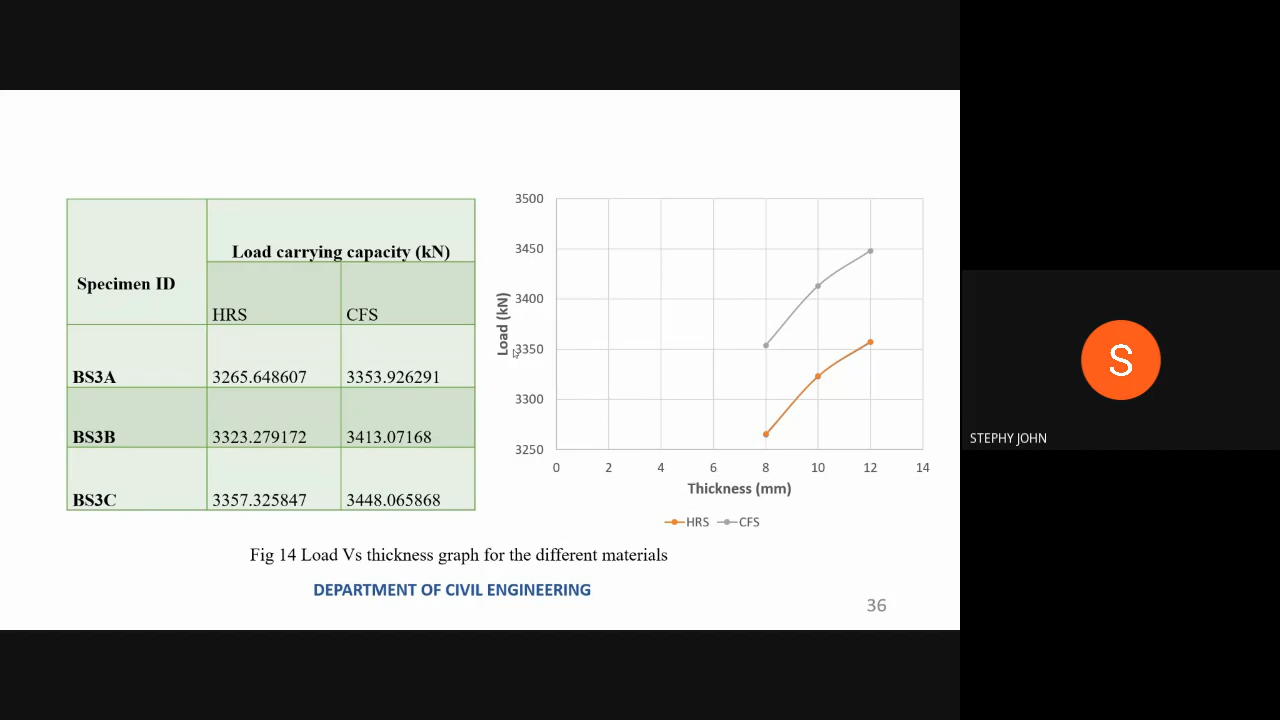 Specimen ID
Load carrying capacity (kN)
HRS CFS
BS3A 3265.648607 3353.926291
BS3B 3323.279172 3413.07168
BS3C 3357.325847 3448.065868
3500
3450
3400
3350
3300
3250
Load (kN)
0 2 4 6 8 10 12 14
Thickness (mm)
HRS CFS
Fig 14 Load Vs thickness graph for the different materials
DEPARTMENT OF CIVIL ENGINEERING
36
S
STEPHY JOHN